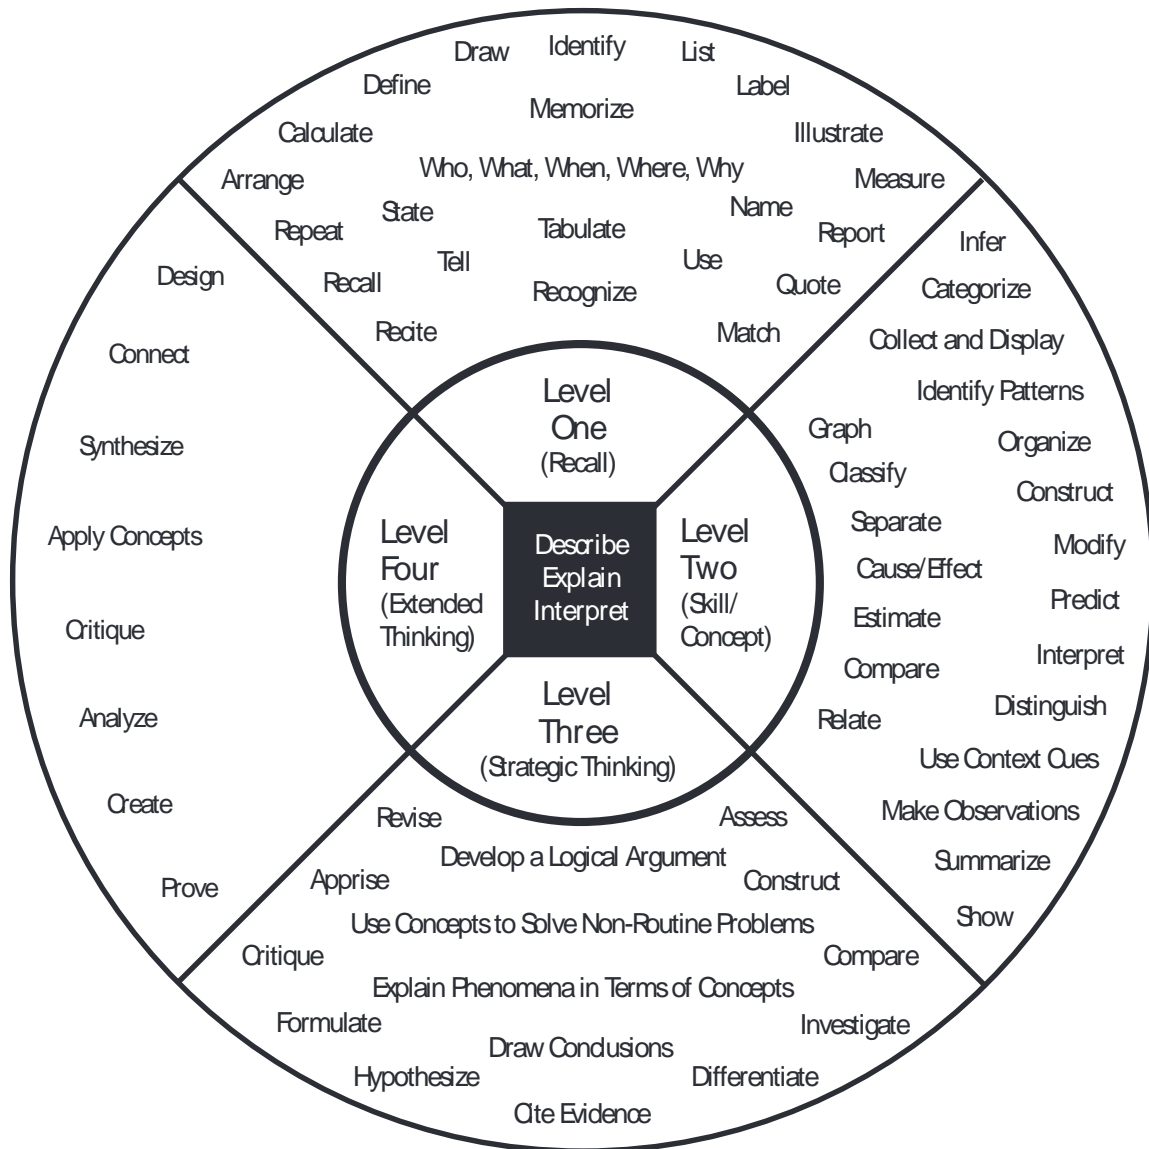 Draw
Identify
List
Define
Label
Memorize
Calculate
Illustrate
Who, What, When, Where, Why
Arrange
Measure
State
Name
Repeat
Tabulate
Report
Tell
Use
Recall
Recognize
Quote
Recite
Match
Level
One
(Recall)
Infer
Categorize
Collect and Display
Identify Patterns
Graph
Organize
Classify
Construct
Separate
Modify
Cause/Effect
Predict
Estimate
Interpret
Compare
Distinguish
Relate
Use Context Cues
Make Observations
Summarize
Show
Level
Two
(Skill/
Concept)
Describe
Explain
Interpret
Level
Four
(Extended
Thinking)
Design
Connect
Synthesize
Apply Concepts
Critique
Analyze
Create
Prove
Level
Three
(Strategic Thinking)
Revise
Assess
Develop a Logical Argument
Apprise
Construct
Use Concepts to Solve Non-Routine Problems
Critique
Compare
Explain Phenomena in Terms of Concepts
Formulate
Investigate
Draw Conclusions
Hypothesize
Differentiate
Cite Evidence